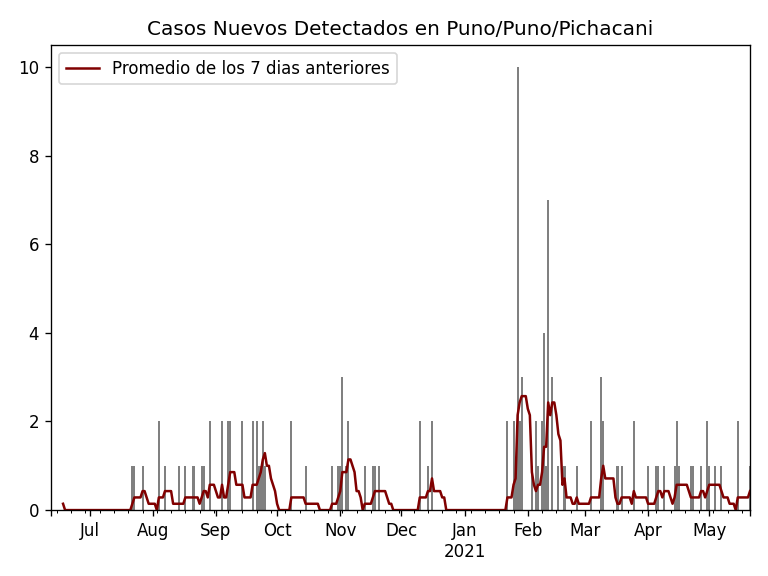 Casos Nuevos Detectados en Puno/Puno/Pichacani
Promedio de los 7 dias anteriores
10
8
6
4
2
0
Jul Aug Sep Oct Nov Dec Jan Feb Mar Apr May
2021